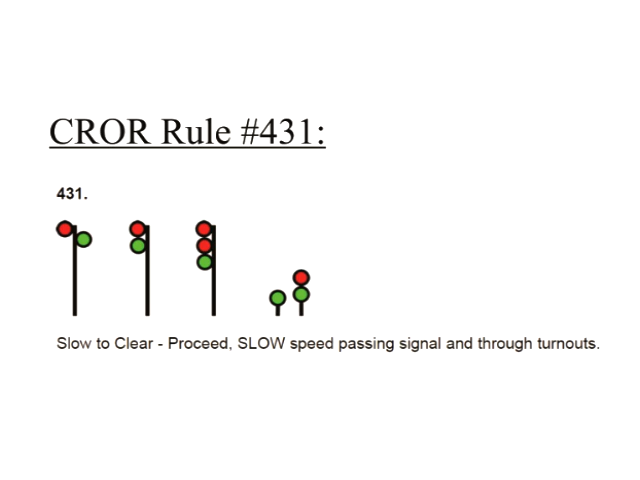 CROR Rule #431:
431.
Slow to Clear - Proceed, SLOW speed passing signal and through turnouts.